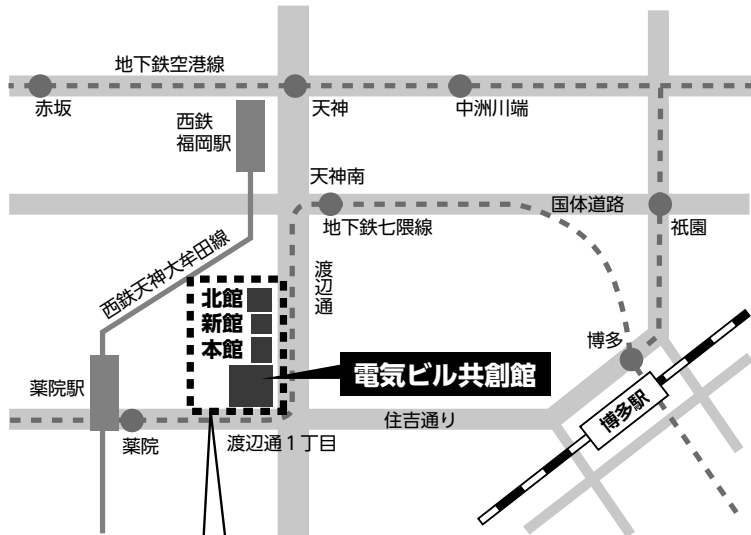 地下鉄空港線
赤坂
天神
中洲川端
西鉄
福岡駅
天神南
国体道路
地下鉄七隈線
祇園
西鉄天神大牟田線
渡辺通
北館
新館
本館
電気ビル共創館
博多
博多駅
薬院駅
薬院
渡辺通1丁目
住吉通り